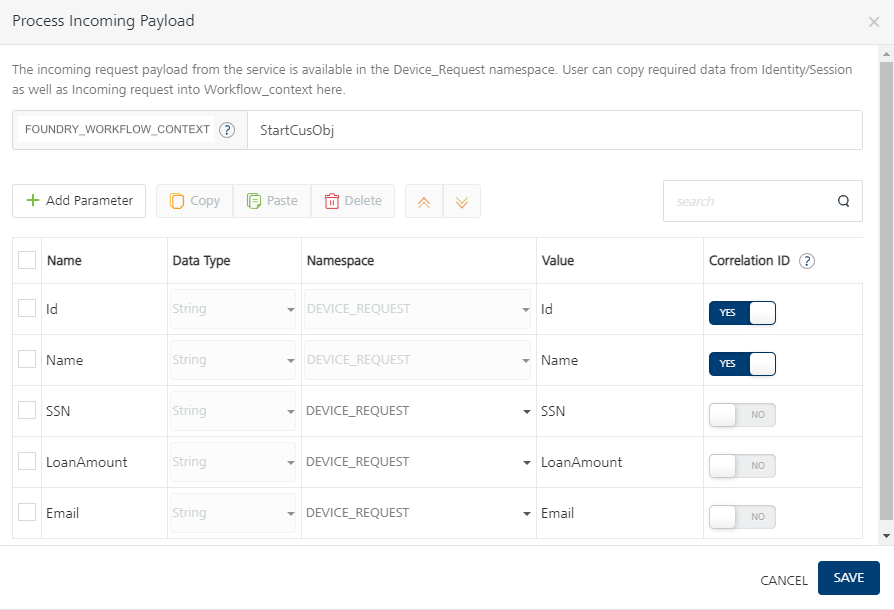 Process Incoming Payload
The incoming request payload from the service is available in the Device_Request namespace. User can copy required data from Identity/Session
as well as Incoming request into Workflow_context here.
FOUNDRY_WORKFLOW_CONTEXT ? StartCusObj
+ Add Parameter Copy Paste Delete search
Name Data Type Namespace Value Correlation ID ?
Id String DEVICE_REQUEST Id YES
Name String DEVICE_REQUEST Name YES
SSN String DEVICE_REQUEST SSN NO
LoanAmount String DEVICE_REQUEST LoanAmount NO
Email String DEVICE_REQUEST Email NO
CANCEL SAVE